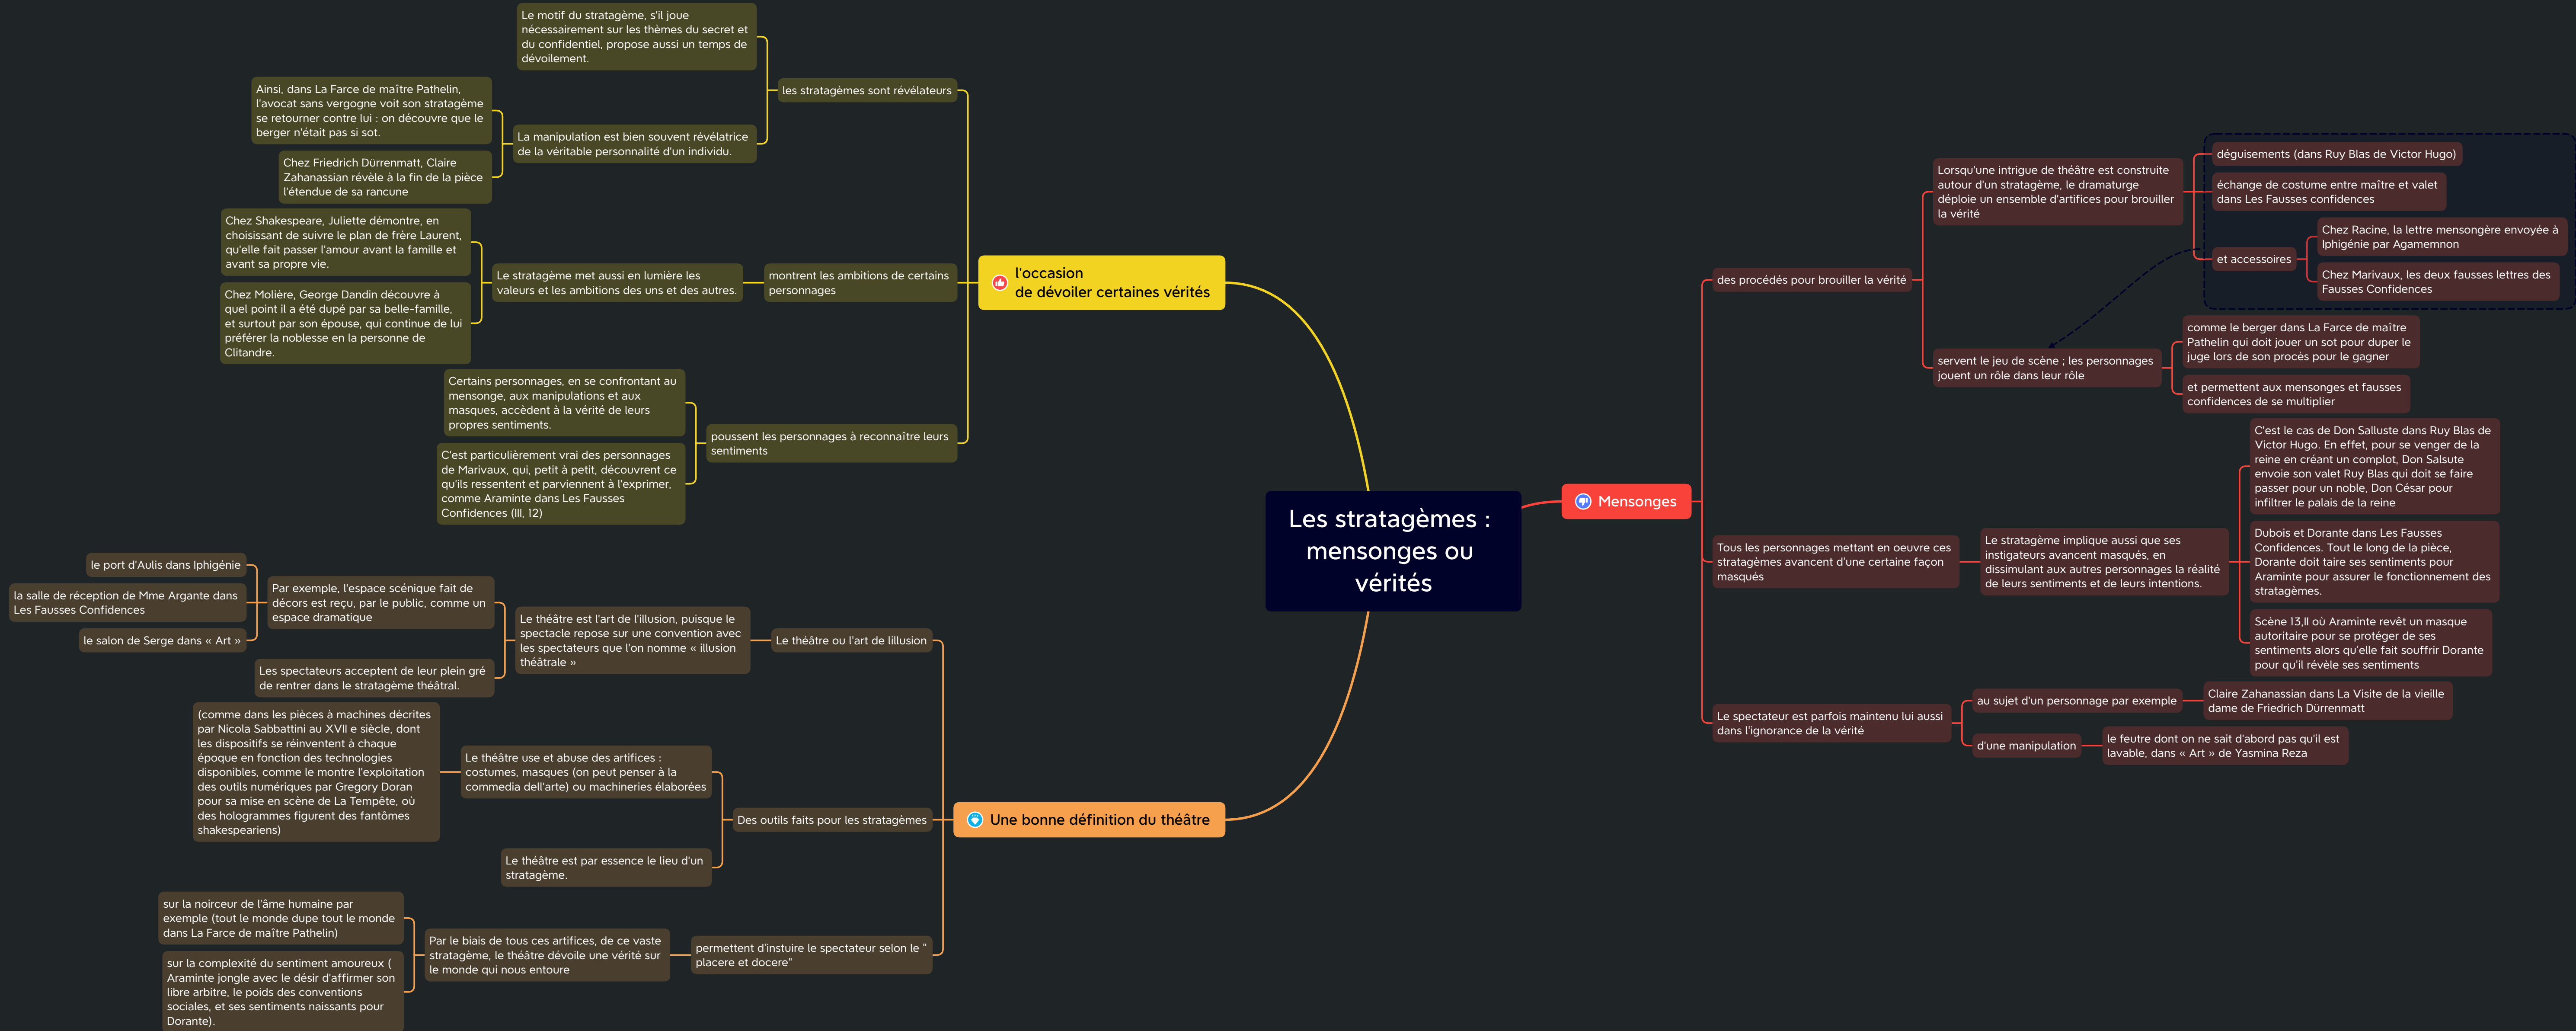 Les stratagèmes :
mensonges ou
vérités
Mensonges
des procédés pour brouiller la vérité
Lorsqu'une intrigue de théâtre est construite
autour d'un stratagème, le dramaturge
déploie un ensemble d'artifices pour brouiller
la vérité
déguisements (dans Ruy Blas de Victor Hugo)
échange de costume entre maître et valet
dans Les Fausses confidences
et accessoires
Chez Racine, la lettre mensongère envoyée à
Iphigénie par Agamemnon
Chez Marivaux, les deux fausses lettres des
Fausses Confidences
servent le jeu de scène ; les personnages
jouent un rôle dans leur rôle
comme le berger dans La Farce de maître
Pathelin qui doit jouer un sot pour duper le
juge lors de son procès pour le gagner
et permettent aux mensonges et fausses
confidences de se multiplier
Tous les personnages mettant en oeuvre ces
stratagèmes avancent d'une certaine façon
masqués
Le stratagème implique aussi que ses
instigateurs avancent masqués, en
dissimulant aux autres personnages la réalité
de leurs sentiments et de leurs intentions.
C'est le cas de Don Salluste dans Ruy Blas de
Victor Hugo. En effet, pour se venger de la
reine en créant un complot, Don Salsute
envoie son valet Ruy Blas qui doit se faire
passer pour un noble, Don César pour
infiltrer le palais de la reine
Dubois et Dorante dans Les Fausses
Confidences. Tout le long de la pièce,
Dorante doit taire ses sentiments pour
Araminte pour assurer le fonctionnement des
stratagèmes.
Scène 13,II où Araminte revêt un masque
autoritaire pour se protéger de ses
sentiments alors qu'elle fait souffrir Dorante
pour qu'il révèle ses sentiments
Le spectateur est parfois maintenu lui aussi
dans l'ignorance de la vérité
au sujet d'un personnage par exemple
Claire Zahanassian dans La Visite de la vieille
dame de Friedrich Dürrenmatt
d'une manipulation
le feutre dont on ne sait d'abord pas qu'il est
lavable, dans « Art » de Yasmina Reza
l'occasion
de dévoiler certaines vérités
les stratagèmes sont révélateurs
Le motif du stratagème, s'il joue
nécessairement sur les thèmes du secret et
du confidentiel, propose aussi un temps de
dévoilement.
La manipulation est bien souvent révélatrice
de la véritable personnalité d'un individu.
Ainsi, dans La Farce de maître Pathelin,
l'avocat sans vergogne voit son stratagème
se retourner contre lui : on découvre que le
berger n'était pas si sot.
Chez Friedrich Dürrenmatt, Claire
Zahanassian révèle à la fin de la pièce
l'étendue de sa rancune
montrent les ambitions de certains
personnages
Le stratagème met aussi en lumière les
valeurs et les ambitions des uns et des autres.
Chez Shakespeare, Juliette démontre, en
choisissant de suivre le plan de frère Laurent,
qu'elle fait passer l'amour avant la famille et
avant sa propre vie.
Chez Molière, George Dandin découvre à
quel point il a été dupé par sa belle-famille,
et surtout par son épouse, qui continue de lui
préférer la noblesse en la personne de
Clitandre.
poussent les personnages à reconnaître leurs
sentiments
Certains personnages, en se confrontant au
mensonge, aux manipulations et aux
masques, accèdent à la vérité de leurs
propres sentiments.
C'est particulièrement vrai des personnages
de Marivaux, qui, petit à petit, découvrent ce
qu'ils ressentent et parviennent à l'exprimer,
comme Araminte dans Les Fausses
Confidences (III, 12)
Une bonne définition du théâtre
Le théâtre ou l'art de lillusion
Le théâtre est l'art de l'illusion, puisque le
spectacle repose sur une convention avec
les spectateurs que l'on nomme « illusion
théâtrale »
Par exemple, l'espace scénique fait de
décors est reçu, par le public, comme un
espace dramatique
le port d'Aulis dans Iphigénie
la salle de réception de Mme Argante dans
Les Fausses Confidences
le salon de Serge dans « Art »
Les spectateurs acceptent de leur plein gré
de rentrer dans le stratagème théâtral.
Des outils faits pour les stratagèmes
Le théâtre use et abuse des artifices :
costumes, masques (on peut penser à la
commedia dell'arte) ou machineries élaborées
(comme dans les pièces à machines décrites
par Nicola Sabbattini au XVII e siècle, dont
les dispositifs se réinventent à chaque
époque en fonction des technologies
disponibles, comme le montre l'exploitation
des outils numériques par Gregory Doran
pour sa mise en scène de La Tempête, où
des hologrammes figurent des fantômes
shakespeariens)
Le théâtre est par essence le lieu d'un
stratagème.
permettent d'instuire le spectateur selon le "
placere et docere"
Par le biais de tous ces artifices, de ce vaste
stratagème, le théâtre dévoile une vérité sur
le monde qui nous entoure
sur la noirceur de l'âme humaine par
exemple (tout le monde dupe tout le monde
dans La Farce de maître Pathelin)
sur la complexité du sentiment amoureux (
Araminte jongle avec le désir d'affirmer son
libre arbitre, le poids des conventions
sociales, et ses sentiments naissants pour
Dorante).